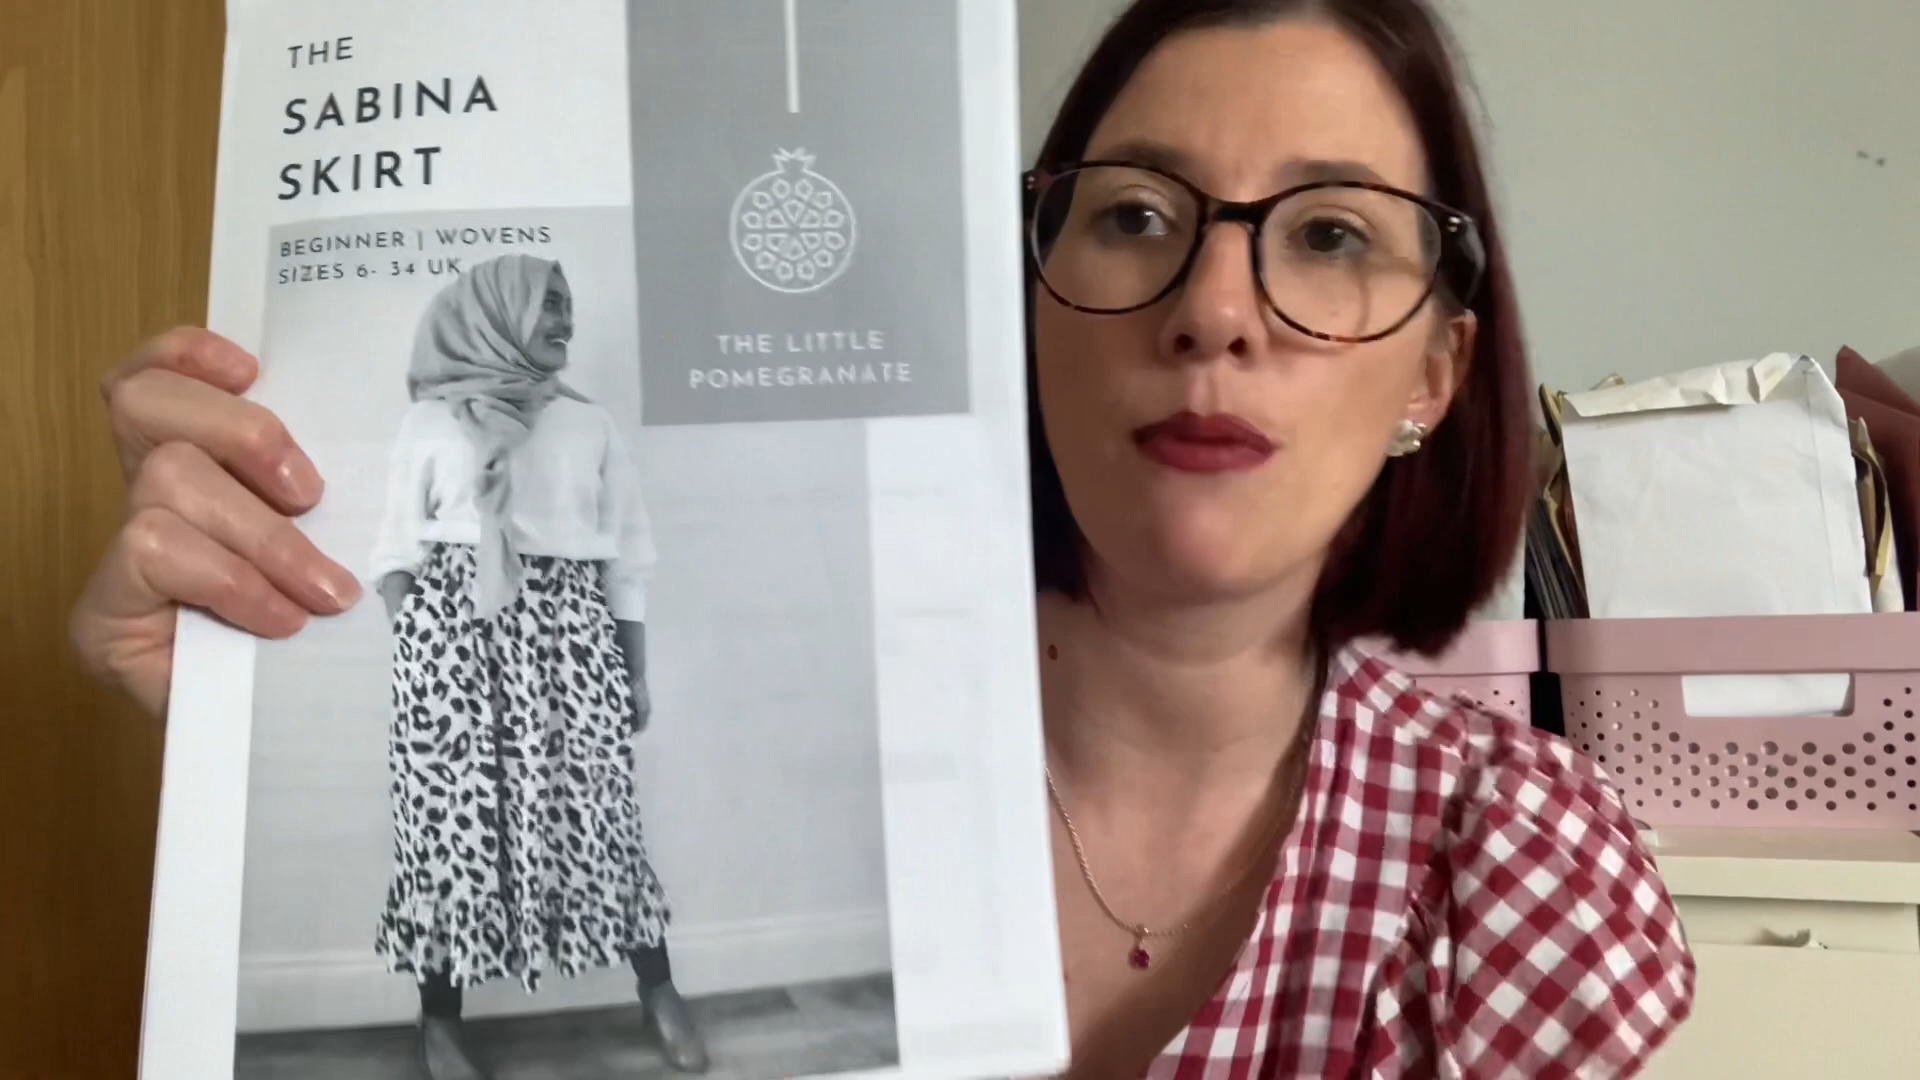 THE
SABINA
SKIRT
BEGINNER | WOVENS
SIZES 6- 34 UK
THE LITTLE
POMEGRANATE